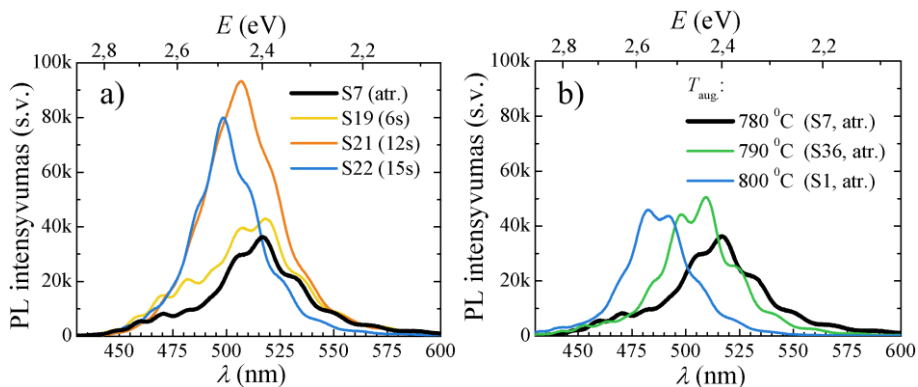 E (eV)
2,8 2,6 2,4 2,2
100k
80k
60k
40k
20k
0
PL intensyvumas (s.v.)
a)
S7 (atr.)
S19 (6s)
S21 (12s)
S22 (15s)
450 475 500 525 550 575 600
λ (nm)
E (eV)
2,8 2,6 2,4 2,2
100k
80k
60k
40k
20k
0
PL intensyvumas (s.v.)
b)
T aug.:
780 ⁰C (S7, atr.)
790 ⁰C (S36, atr.)
800 ⁰C (S1, atr.)
450 475 500 525 550 575 600
λ (nm)